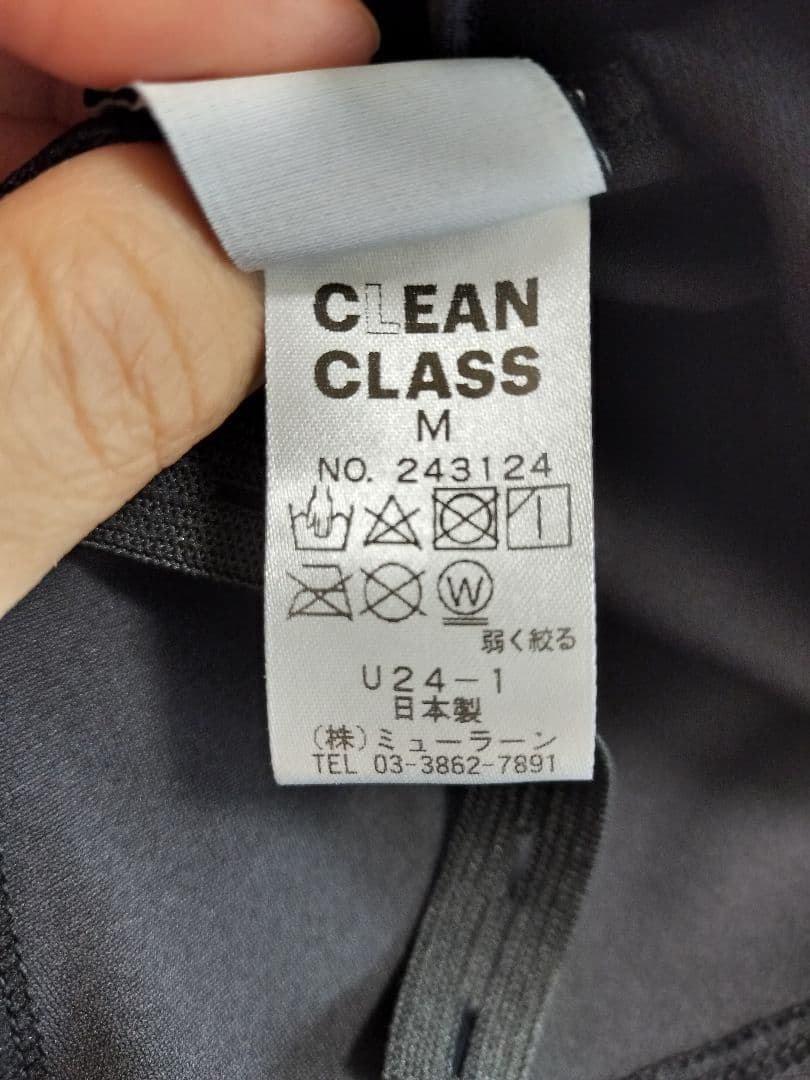 CLEAN
CLASS
M
NO. 243124
W
弱く絞る
U24-1
日本製
(株)ミューラーン
TEL 03-3862-7891